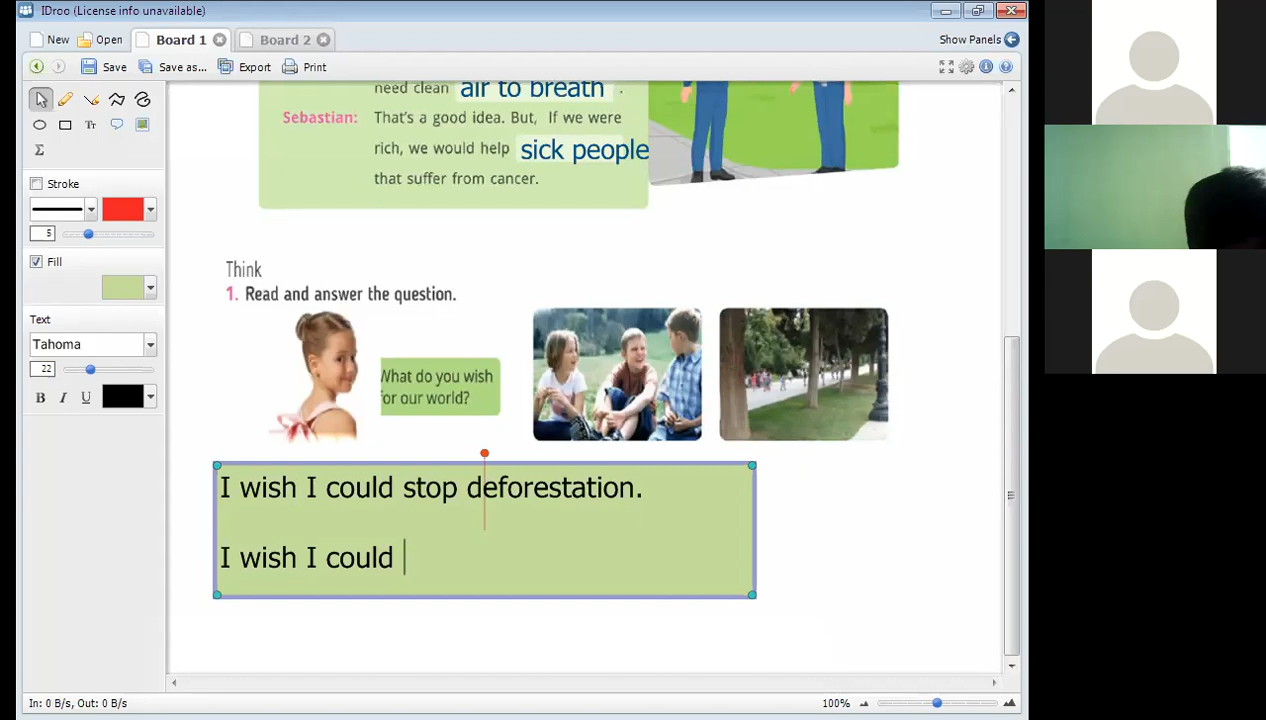 IDroo (License info unavailable)
New
Open
Board 1
Board 2
Show Panels
Save
Save as...
Export
Print
need clean air to breath .
Sebastian: That's a good idea. But, If we were
rich, we would help sick people
that suffer from cancer.
Stroke
5
Fill
Text
Tahoma
22
B I U
Tr
Σ
Think
1. Read and answer the question.
What do you wish
for our world?
I wish I could stop deforestation.
I wish I could
In: 0 B/s, Out: 0 B/s
100%